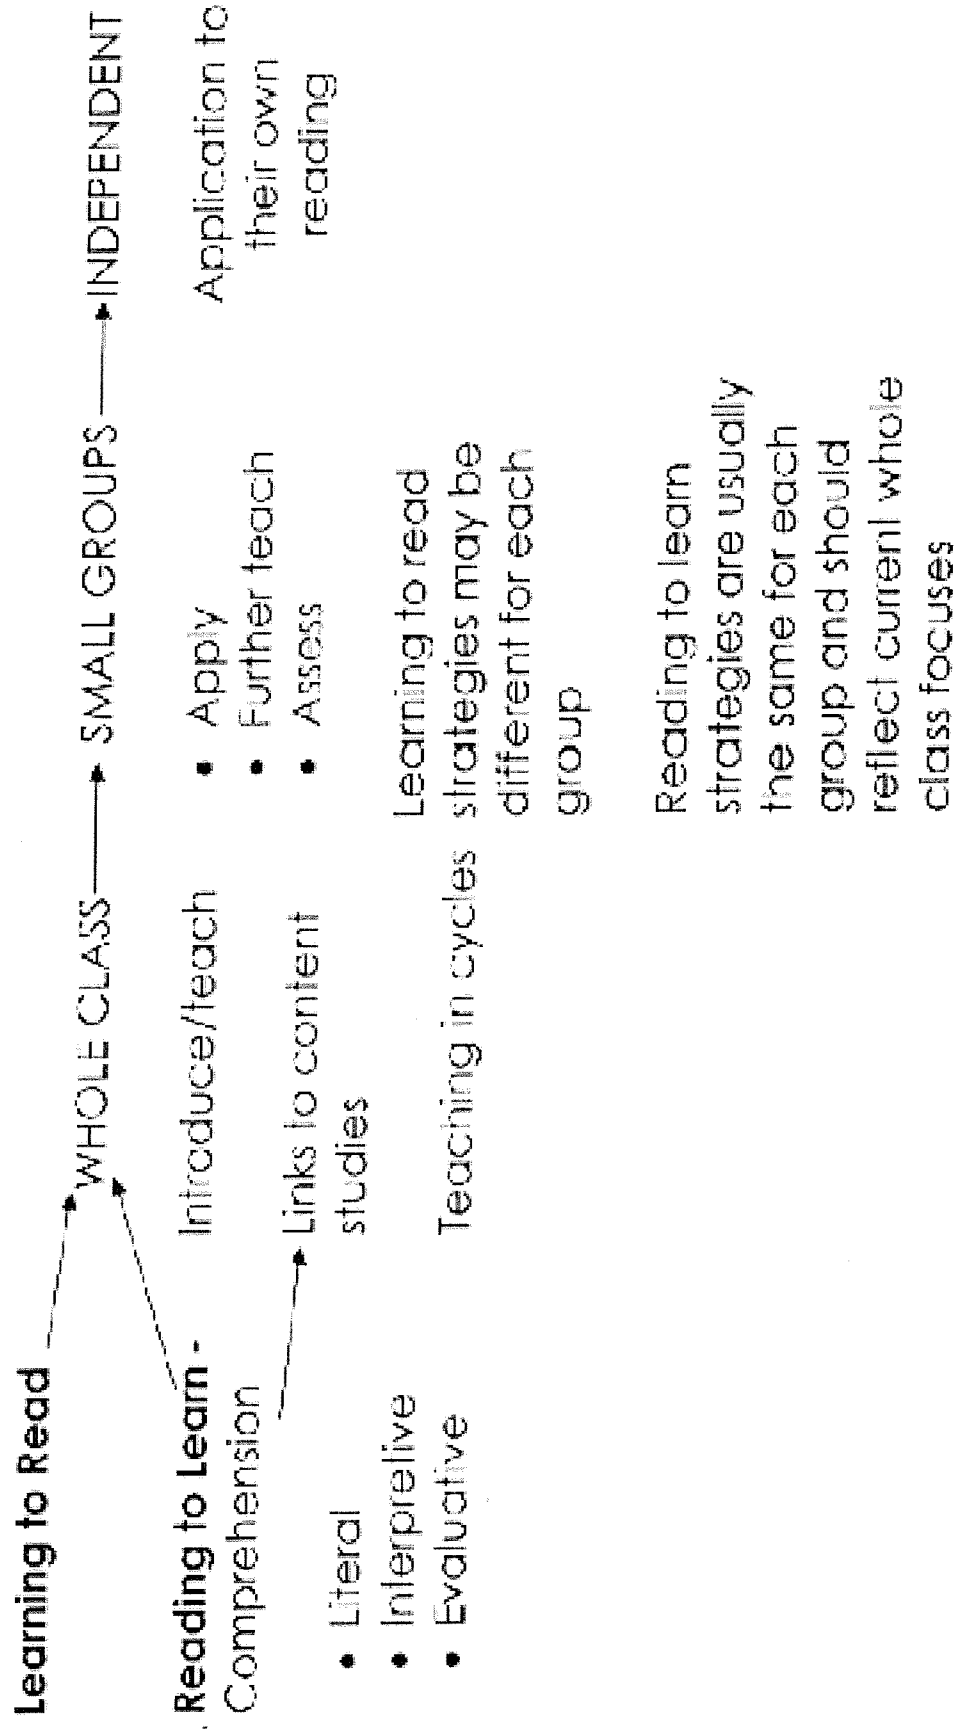 Learning to Read
Reading to Learn -
Comprehension
• Literal
• Interpretive
• Evaluative
WHOLE CLASS
Introduce/teach
Links to content
studies
Teaching in cycles
SMALL GROUPS
• Apply
• Further teach
• Assess
Learning to read
strategies may be
different for each
group
Reading to learn
strategies are usually
the same for each
group and should
reflect current whole
class focuses
INDEPENDENT
Application to
their own
reading